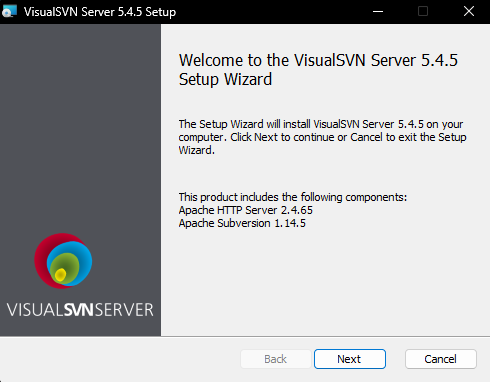 VisualSVN Server 5.4.5 Setup
Welcome to the VisualSVN Server 5.4.5
Setup Wizard
The Setup Wizard will install VisualSVN Server 5.4.5 on your
computer. Click Next to continue or Cancel to exit the Setup
Wizard.
This product includes the following components:
Apache HTTP Server 2.4.65
Apache Subversion 1.14.5
VISUALSVNSERVER
Back
Next
Cancel